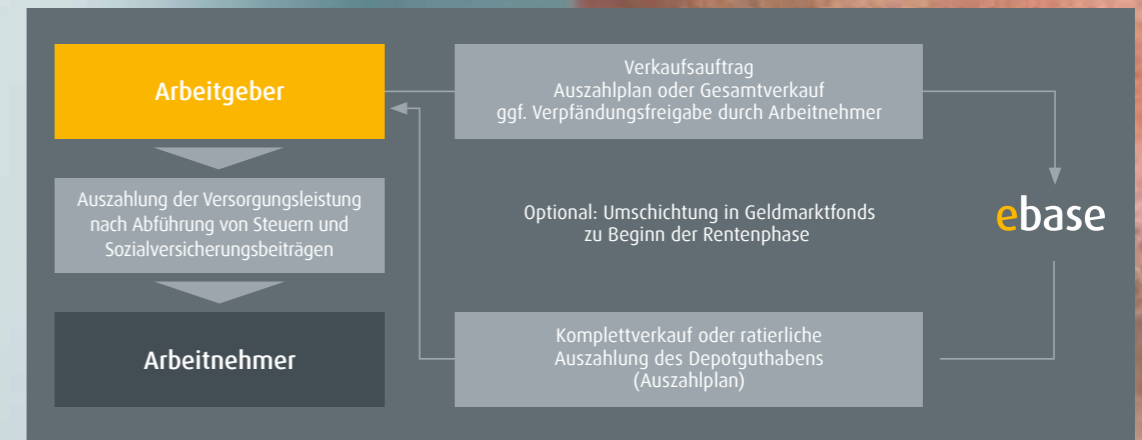 Arbeitgeber
Verkaufsauftrag
Auszahlplan oder Gesamtverkauf
ggf. Verpfändungsfreigabe durch Arbeitnehmer
Auszahlung der Versorgungsleistung
nach Abführung von Steuern und
Sozialversicherungsbeiträgen
Optional: Umschichtung in Geldmarktfonds
zu Beginn der Rentenphase
ebase
Arbeitnehmer
Komplettverkauf oder ratierliche
Auszahlung des Depotguthabens
(Auszahlplan)